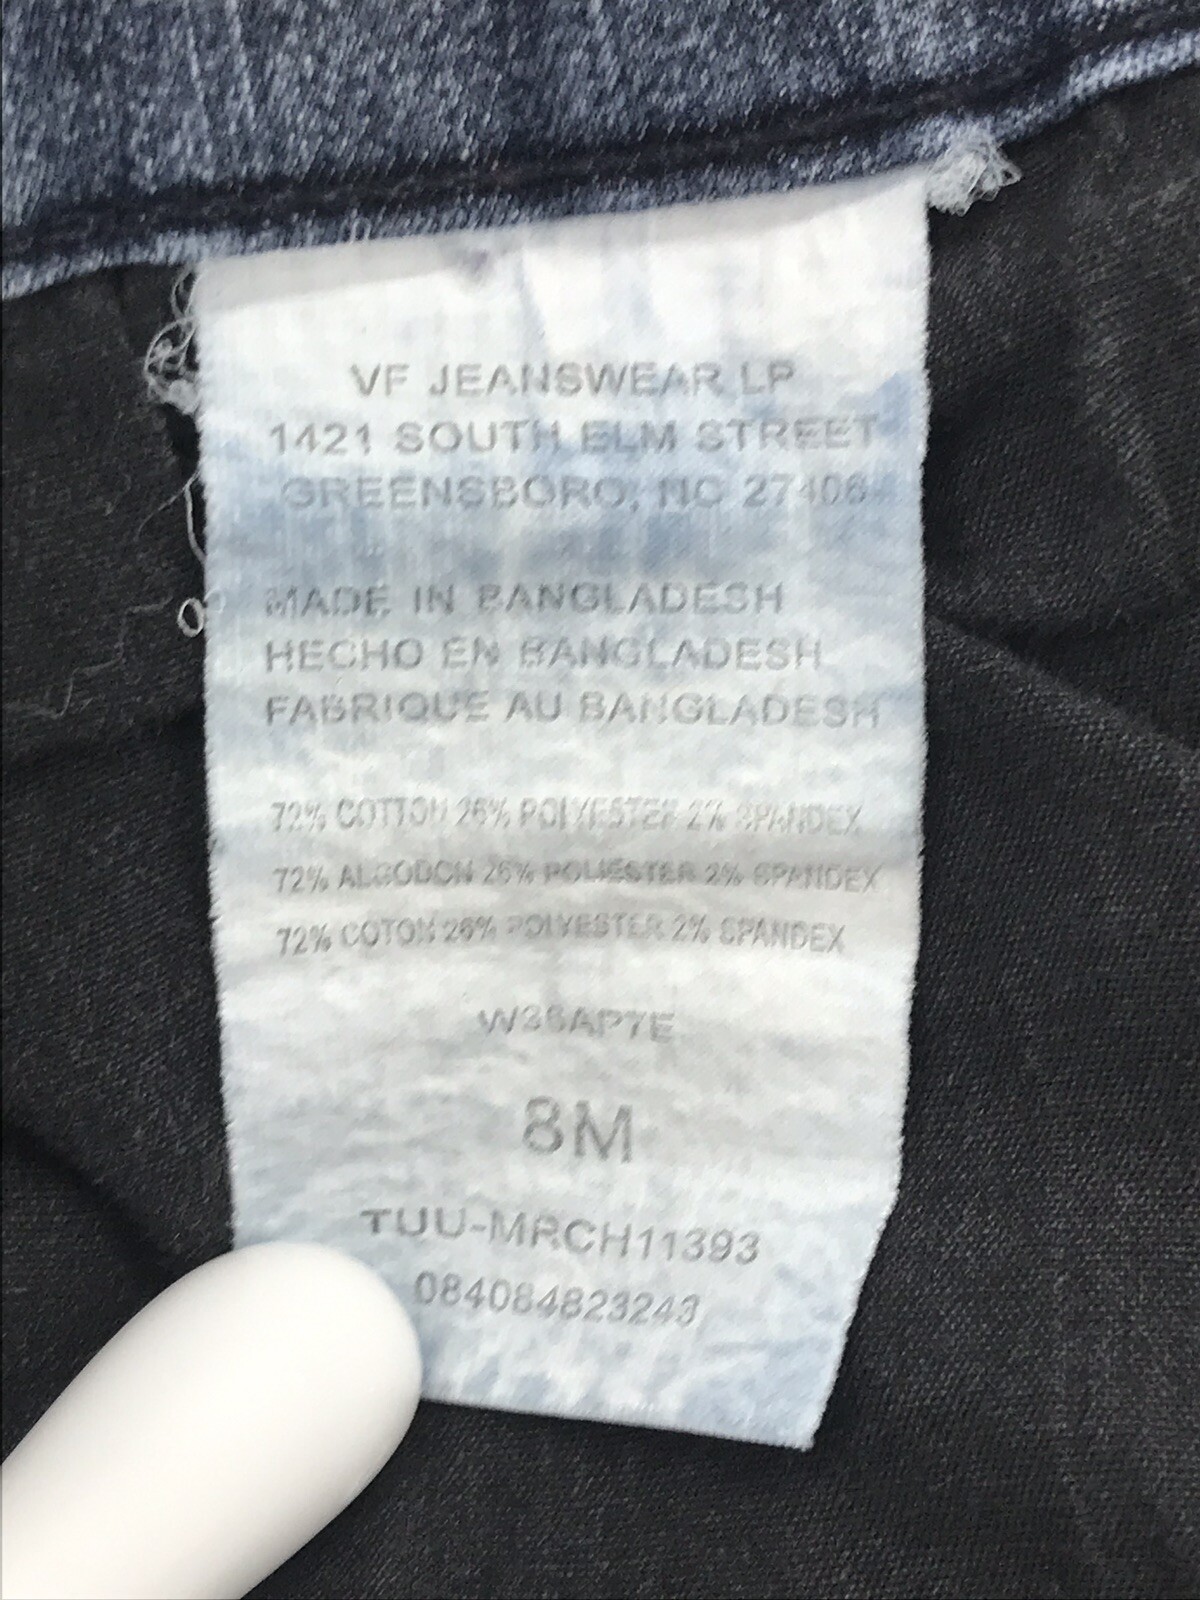 VF JEANSWEAR LP
1421 SOUTH ELM STREET
GREENSBORO, NC 27406
MADE IN BANGLADESH
HECHO EN BANGLADESH
FABRIQUE AU BANGLADESH
72% COTTON 26% POLYESTER 2% SPANDEX
72% ALGODON 26% POLIESTER 2% SPANDEX
72% COTON 26% POLYESTER 2% SPANDEX
W36AP7E
8M
TUU-MRCH11393
084084823243